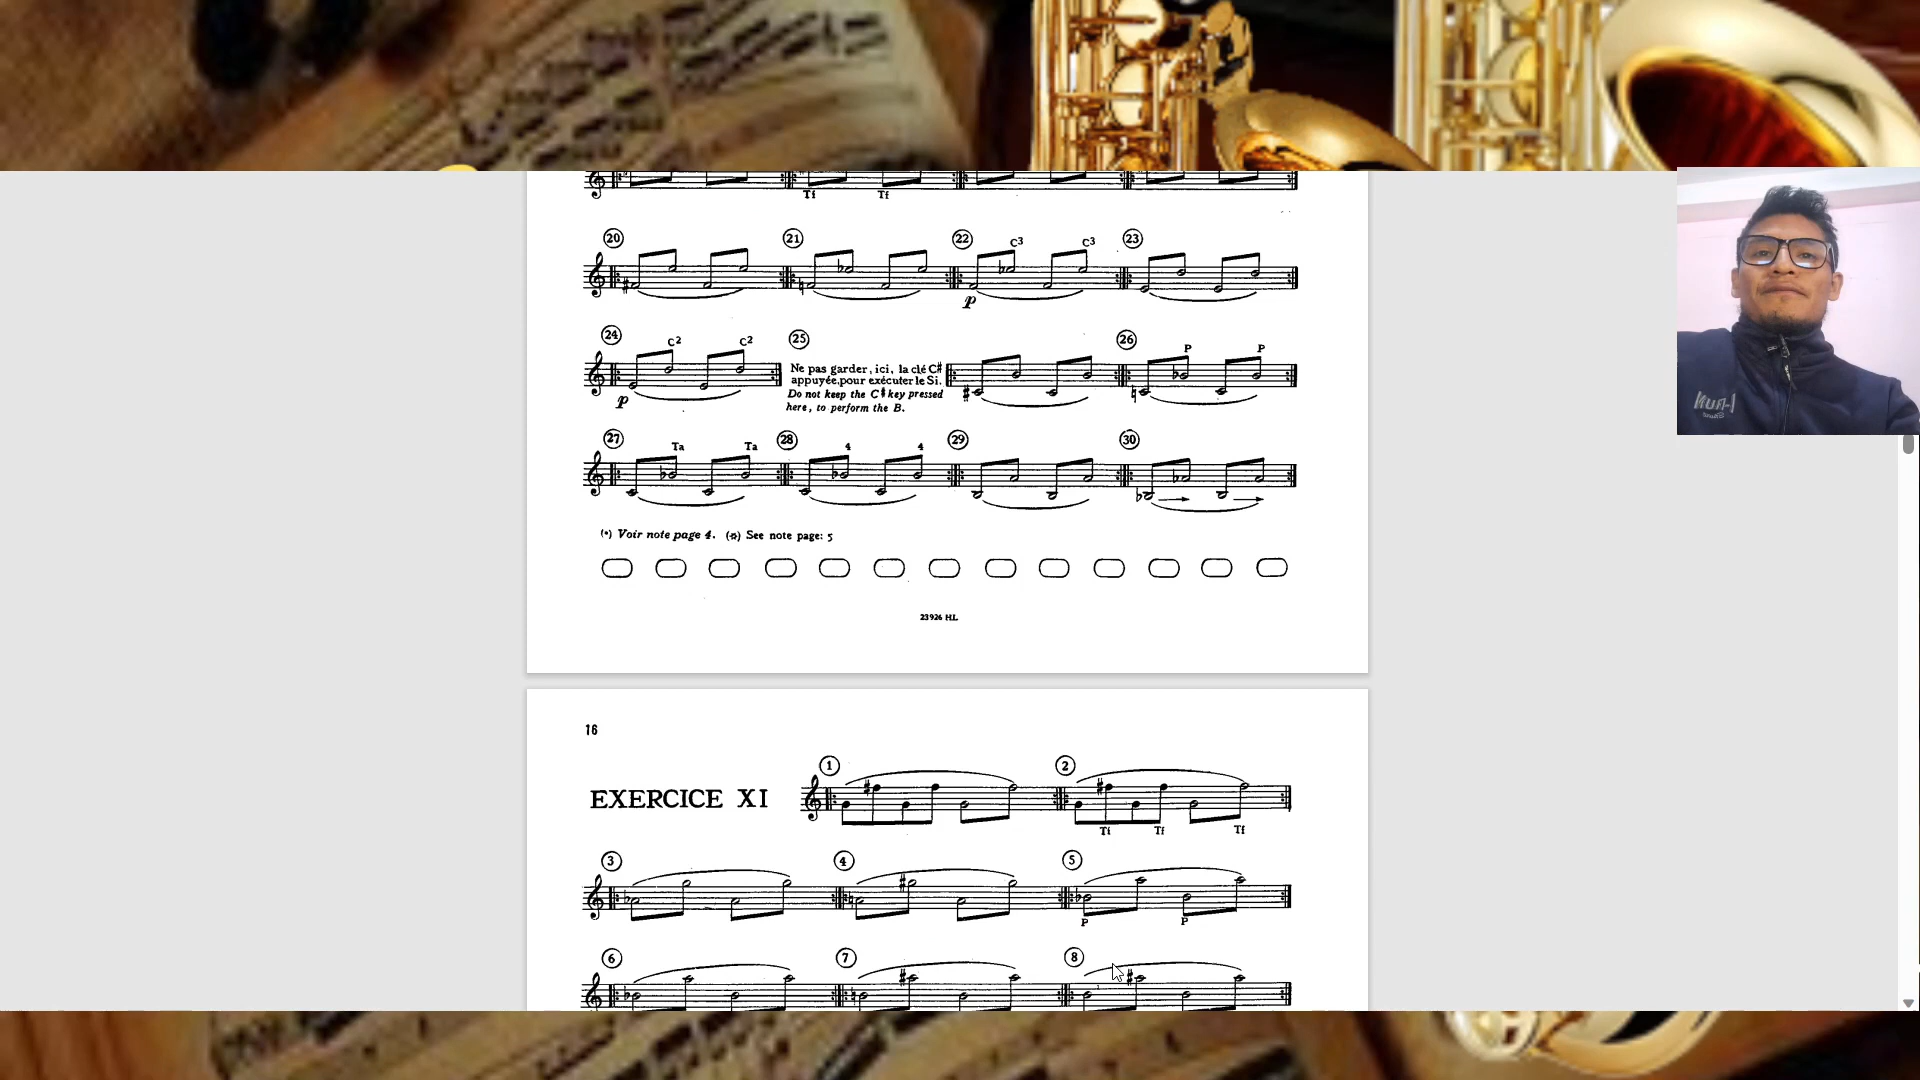 Tf Tf
20 21 22 C3 C3 23
p
24 C2 C2 25 26 P P
Ne pas garder, ici, la clé C#
appuyée, pour exécuter le Si.
Do not keep the C# key pressed
here, to perform the B.
p
27 Ta Ta 28 4 4 29 30
(*) Voir note page 4. (☆) See note page: 5
23926 H.L.
16
EXERCICE XI
1 2
Tf Tf Tf
3 4 5
P P
6 7 8